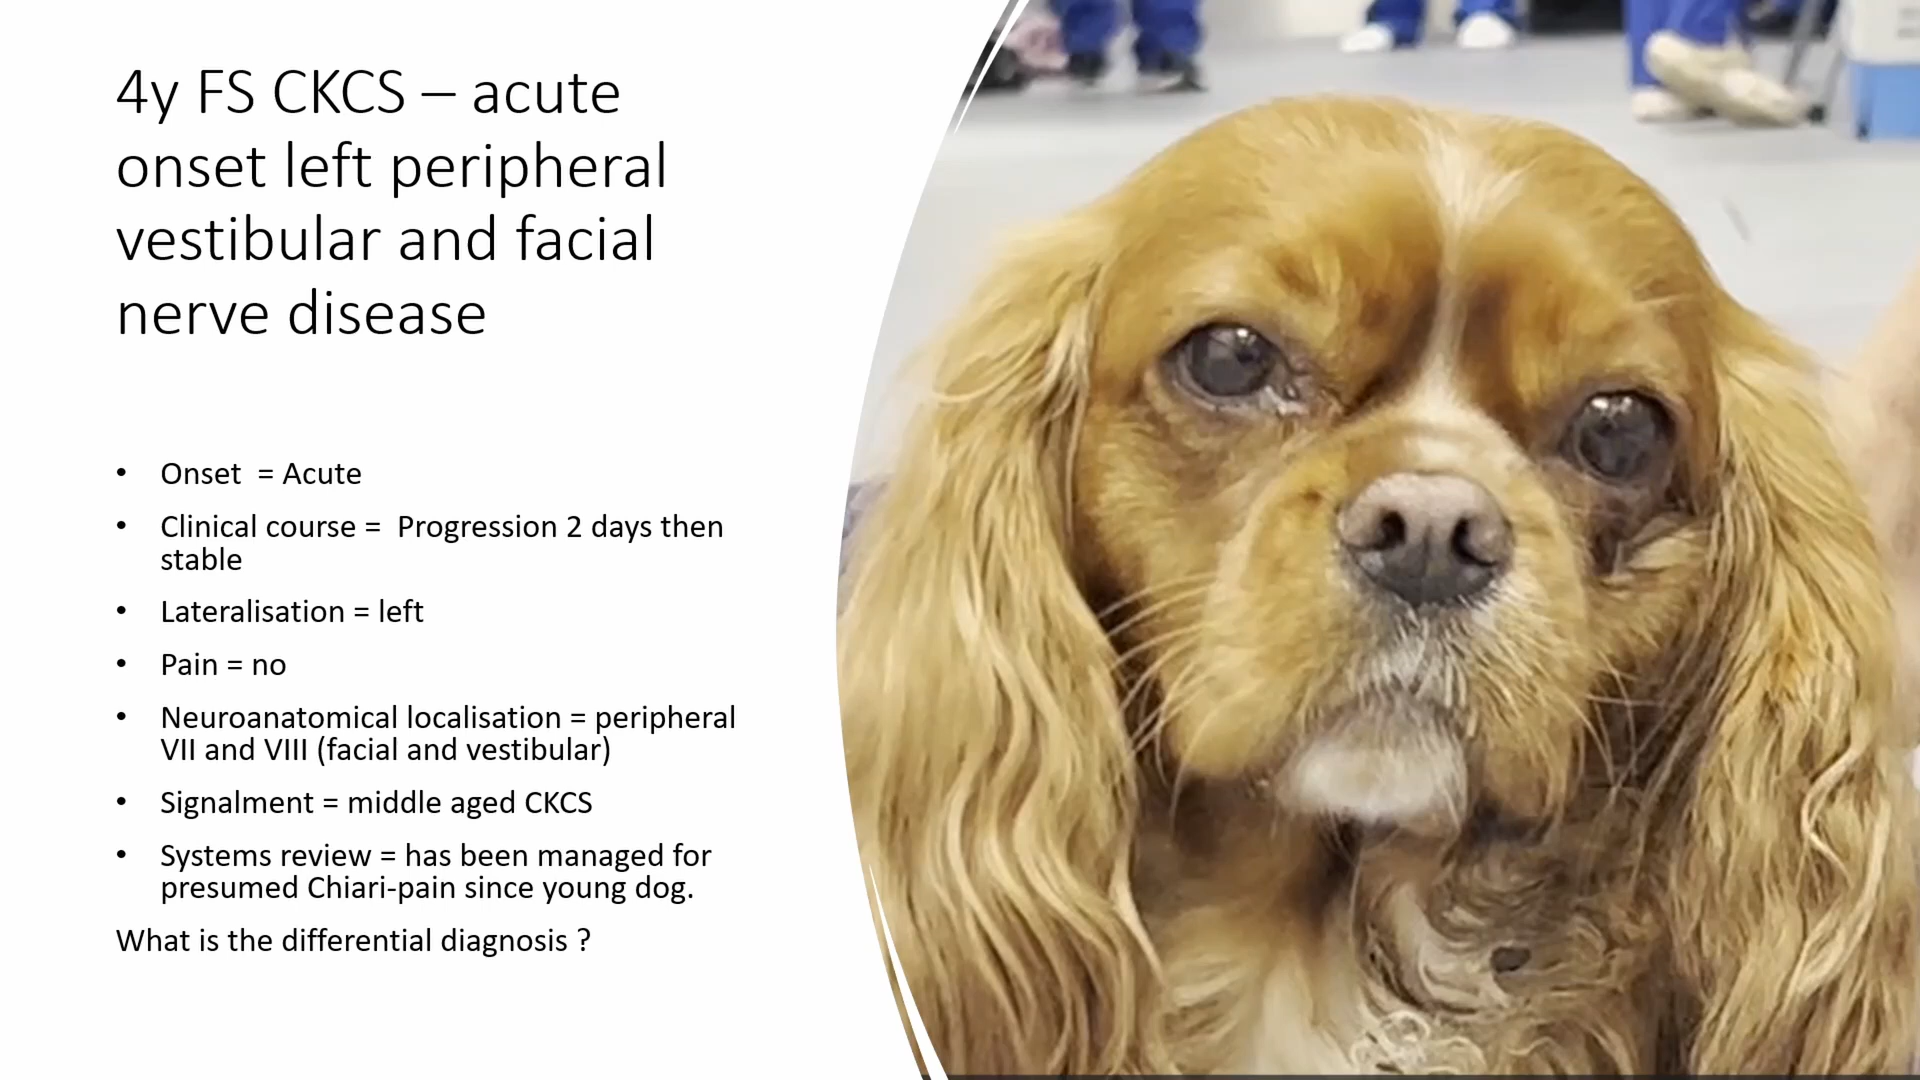 4y FS CKCS – acute
onset left peripheral
vestibular and facial
nerve disease
• Onset  = Acute
• Clinical course =  Progression 2 days then
stable
• Lateralisation = left
• Pain = no
• Neuroanatomical localisation = peripheral
VII and VIII (facial and vestibular)
• Signalment = middle aged CKCS
• Systems review = has been managed for
presumed Chiari-pain since young dog.
What is the differential diagnosis ?